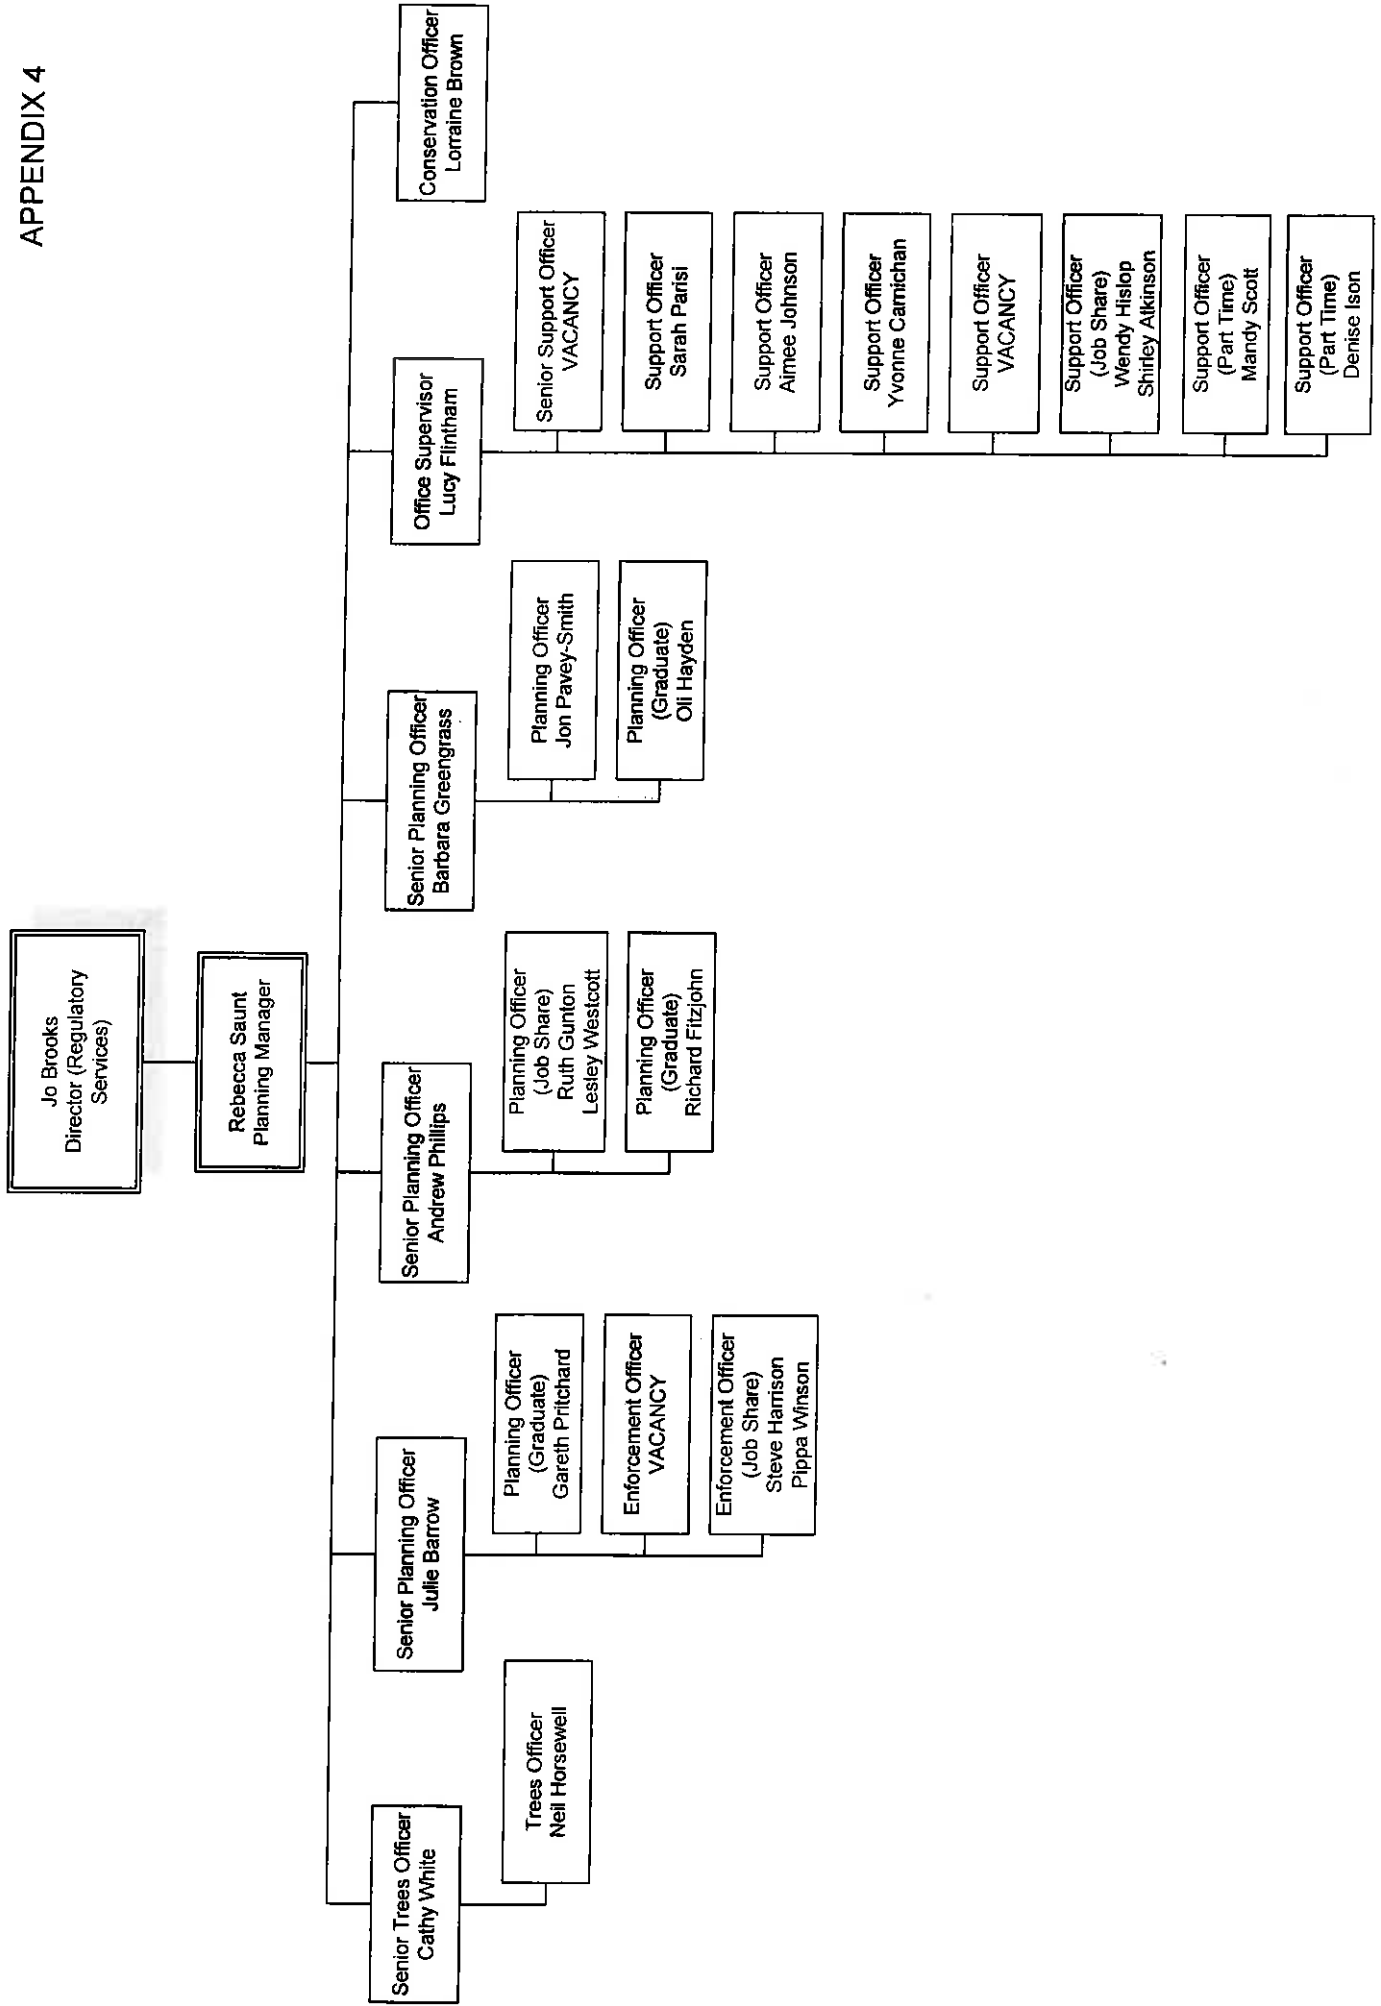 APPENDIX 4
Jo Brooks
Director (Regulatory
Services)
Rebecca Saunt
Planning Manager
Senior Trees Officer
Cathy White
Trees Officer
Neil Horsewell
Senior Planning Officer
Julie Barrow
Planning Officer
(Graduate)
Gareth Pritchard
Enforcement Officer
VACANCY
Enforcement Officer
(Job Share)
Steve Harrison
Pippa Winson
Senior Planning Officer
Andrew Phillips
Planning Officer
(Job Share)
Ruth Gunton
Lesley Westcott
Planning Officer
(Graduate)
Richard Fitzjohn
Senior Planning Officer
Barbara Greengrass
Planning Officer
Jon Pavey-Smith
Planning Officer
(Graduate)
Oli Hayden
Office Supervisor
Lucy Flintham
Senior Support Officer
VACANCY
Support Officer
Sarah Parisi
Support Officer
Aimee Johnson
Support Officer
Yvonne Carnichan
Support Officer
VACANCY
Support Officer
(Job Share)
Wendy Hislop
Shirley Atkinson
Support Officer
(Part Time)
Mandy Scott
Support Officer
(Part Time)
Denise Ison
Conservation Officer
Lorraine Brown